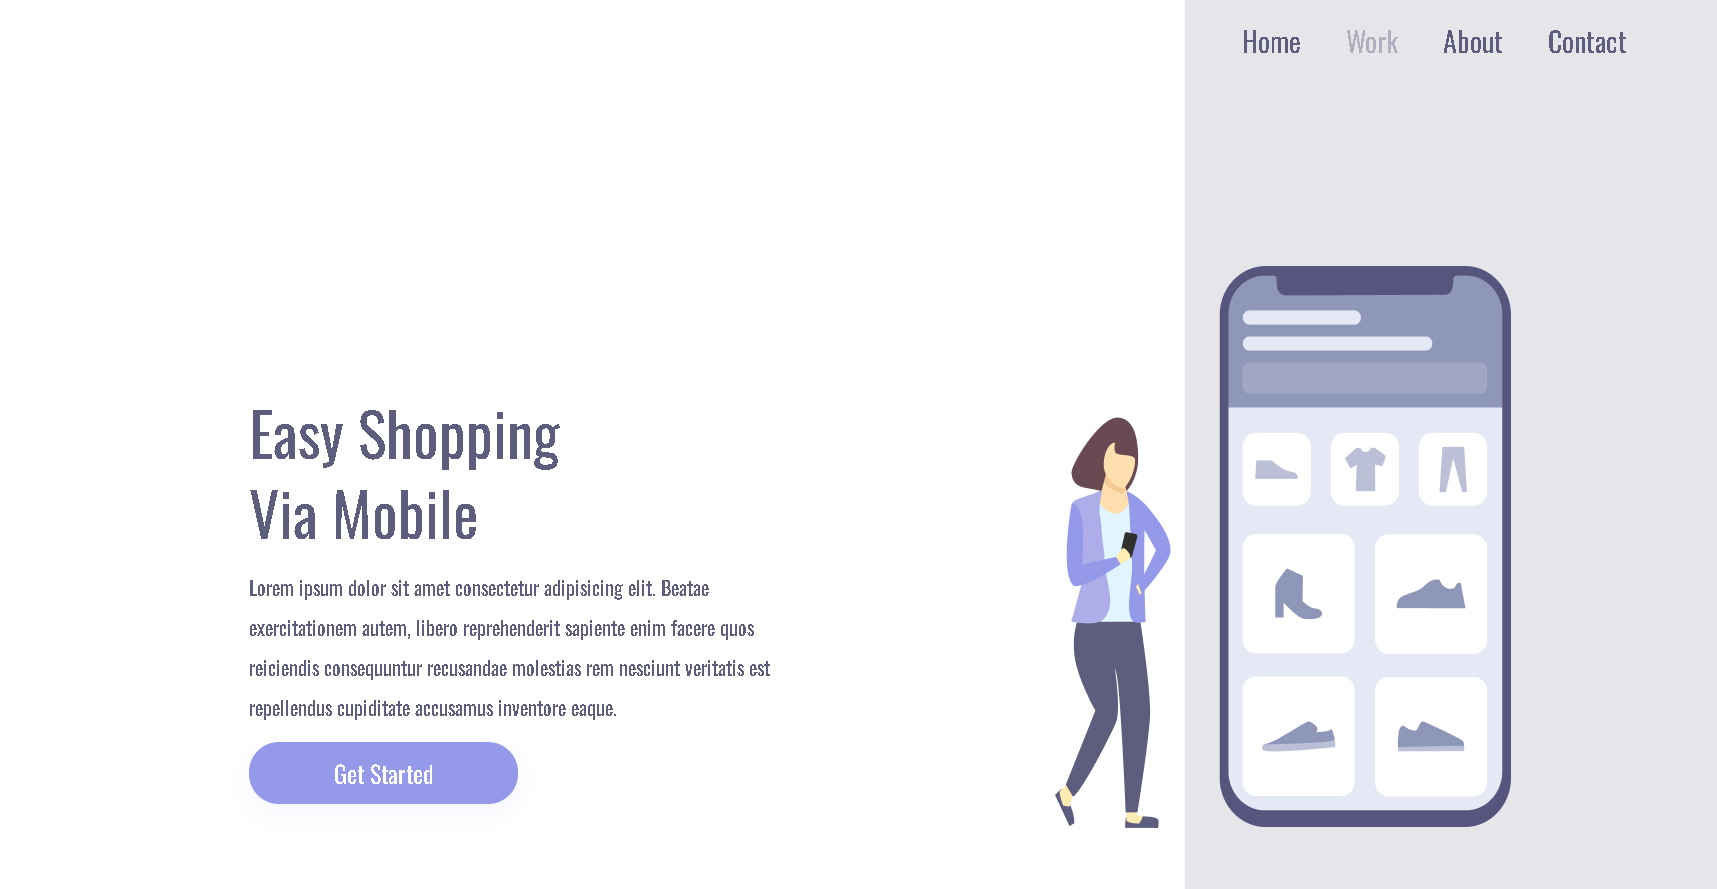 Home Work About Contact
Easy Shopping
Via Mobile
Lorem ipsum dolor sit amet consectetur adipisicing elit. Beatae
exercitationem autem, libero reprehenderit sapiente enim facere quos
reiciendis consequuntur recusandae molestias rem nesciunt veritatis est
repellendus cupiditate accusamus inventore eaque.
Get Started